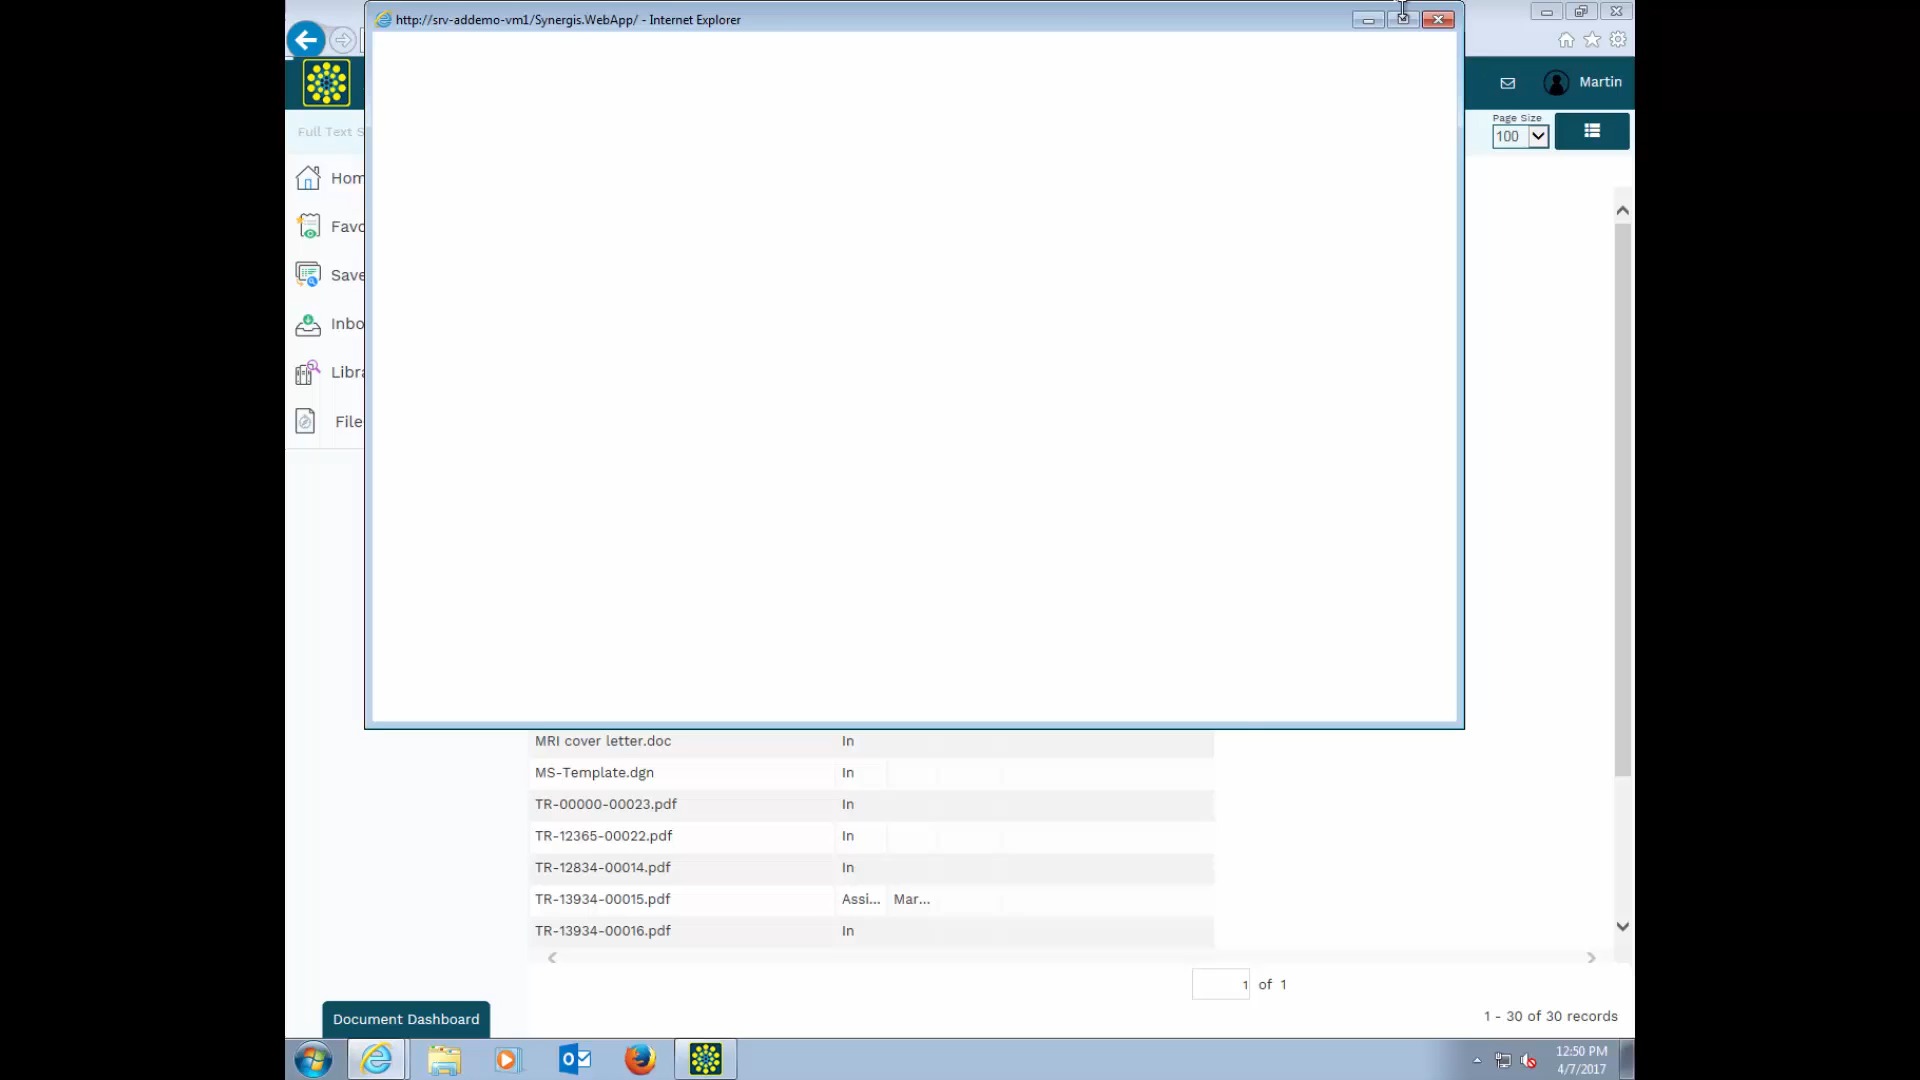 http://srv-addemo-vm1/Synergis.WebApp/ - Internet Explorer
Martin
Full Text S
Page Size
100
Hom
Favo
Save
Inbo
Libra
File
MRI cover letter.doc In
MS-Template.dgn In
TR-00000-00023.pdf In
TR-12365-00022.pdf In
TR-12834-00014.pdf In
TR-13934-00015.pdf Assi... Mar...
TR-13934-00016.pdf In
1 of 1
Document Dashboard
1 - 30 of 30 records
12:50 PM
4/7/2017